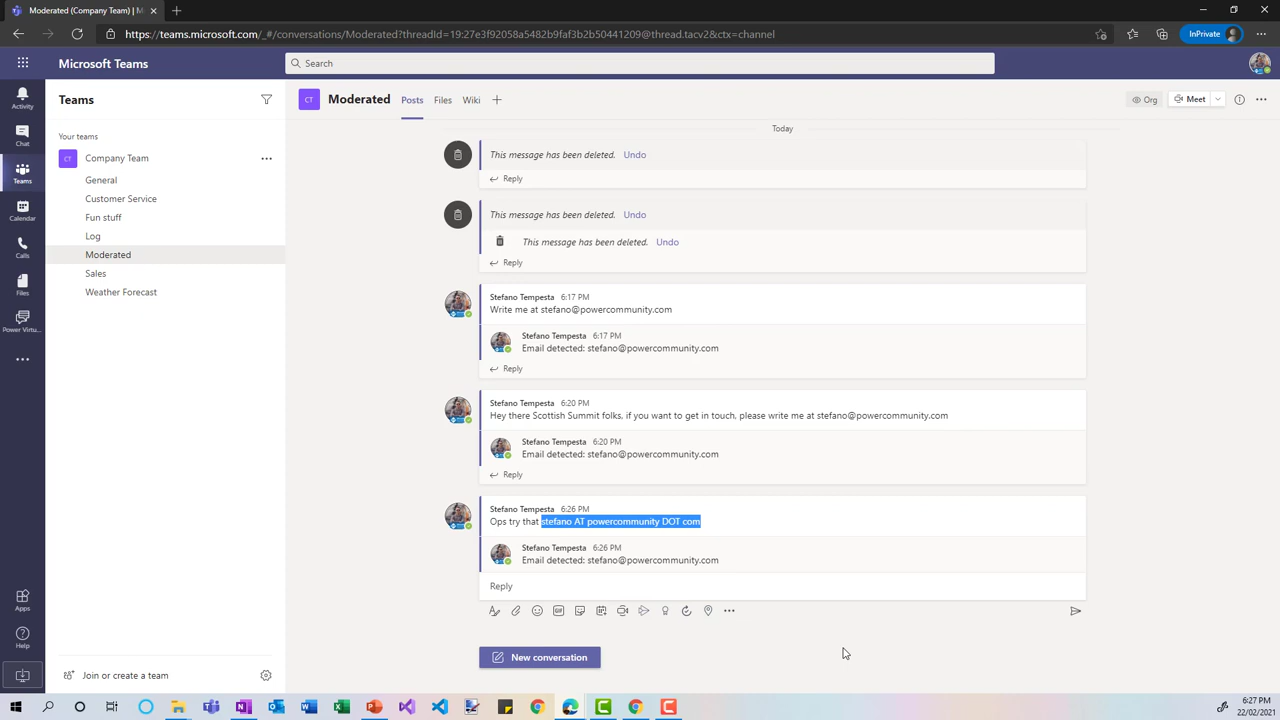 Moderated (Company Team) | M
https://teams.microsoft.com/_#/conversations/Moderated?threadId=19:27e3f92058a5482b9faf3b2b50441209@thread.tacv2&ctx=channel
InPrivate
Microsoft Teams
Search
Activity
Chat
Teams
Calendar
Calls
Files
Power Virtu...
Apps
Help
Teams
Your teams
CT Company Team
General
Customer Service
Fun stuff
Log
Moderated
Sales
Weather Forecast
Join or create a team
CT Moderated Posts Files Wiki
Org Meet
Today
This message has been deleted. Undo
Reply
This message has been deleted. Undo
This message has been deleted. Undo
Reply
Stefano Tempesta 6:17 PM
Write me at stefano@powercommunity.com
Stefano Tempesta 6:17 PM
Email detected: stefano@powercommunity.com
Reply
Stefano Tempesta 6:20 PM
Hey there Scottish Summit folks, if you want to get in touch, please write me at stefano@powercommunity.com
Stefano Tempesta 6:20 PM
Email detected: stefano@powercommunity.com
Reply
Stefano Tempesta 6:26 PM
Ops try that stefano AT powercommunity DOT com
Stefano Tempesta 6:26 PM
Email detected: stefano@powercommunity.com
Reply
GIF
New conversation
6:27 PM
22/02/2021